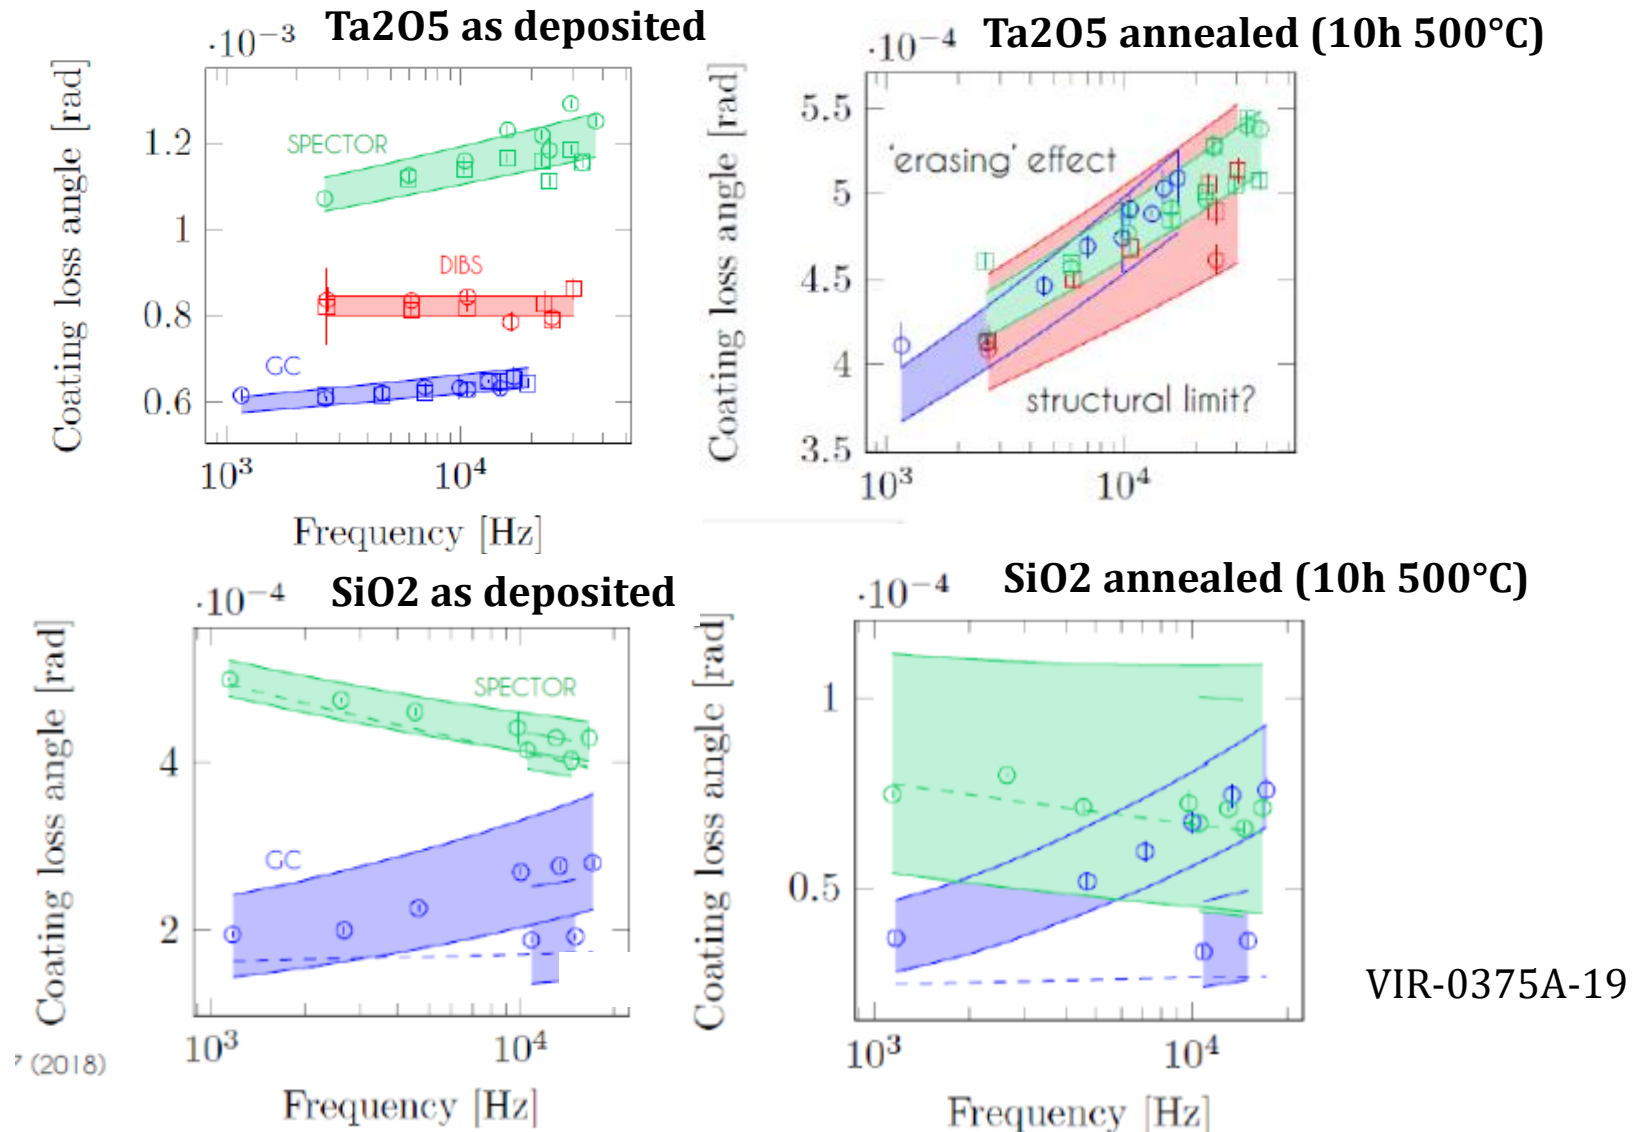 Ta2O5 as deposited
·10⁻³
Coating loss angle [rad]
1.2
1
0.8
0.6
SPECTOR
DIBS
GC
10³
10⁴
Frequency [Hz]
Ta2O5 annealed (10h 500°C)
·10⁻⁴
Coating loss angle [rad]
5.5
5
4.5
4
3.5
'erasing' effect
structural limit?
10³
10⁴
SiO2 as deposited
·10⁻⁴
Coating loss angle [rad]
4
2
SPECTOR
GC
10³
10⁴
Frequency [Hz]
7 (2018)
SiO2 annealed (10h 500°C)
·10⁻⁴
Coating loss angle [rad]
1
0.5
10³
10⁴
Frequency [Hz]
VIR-0375A-19